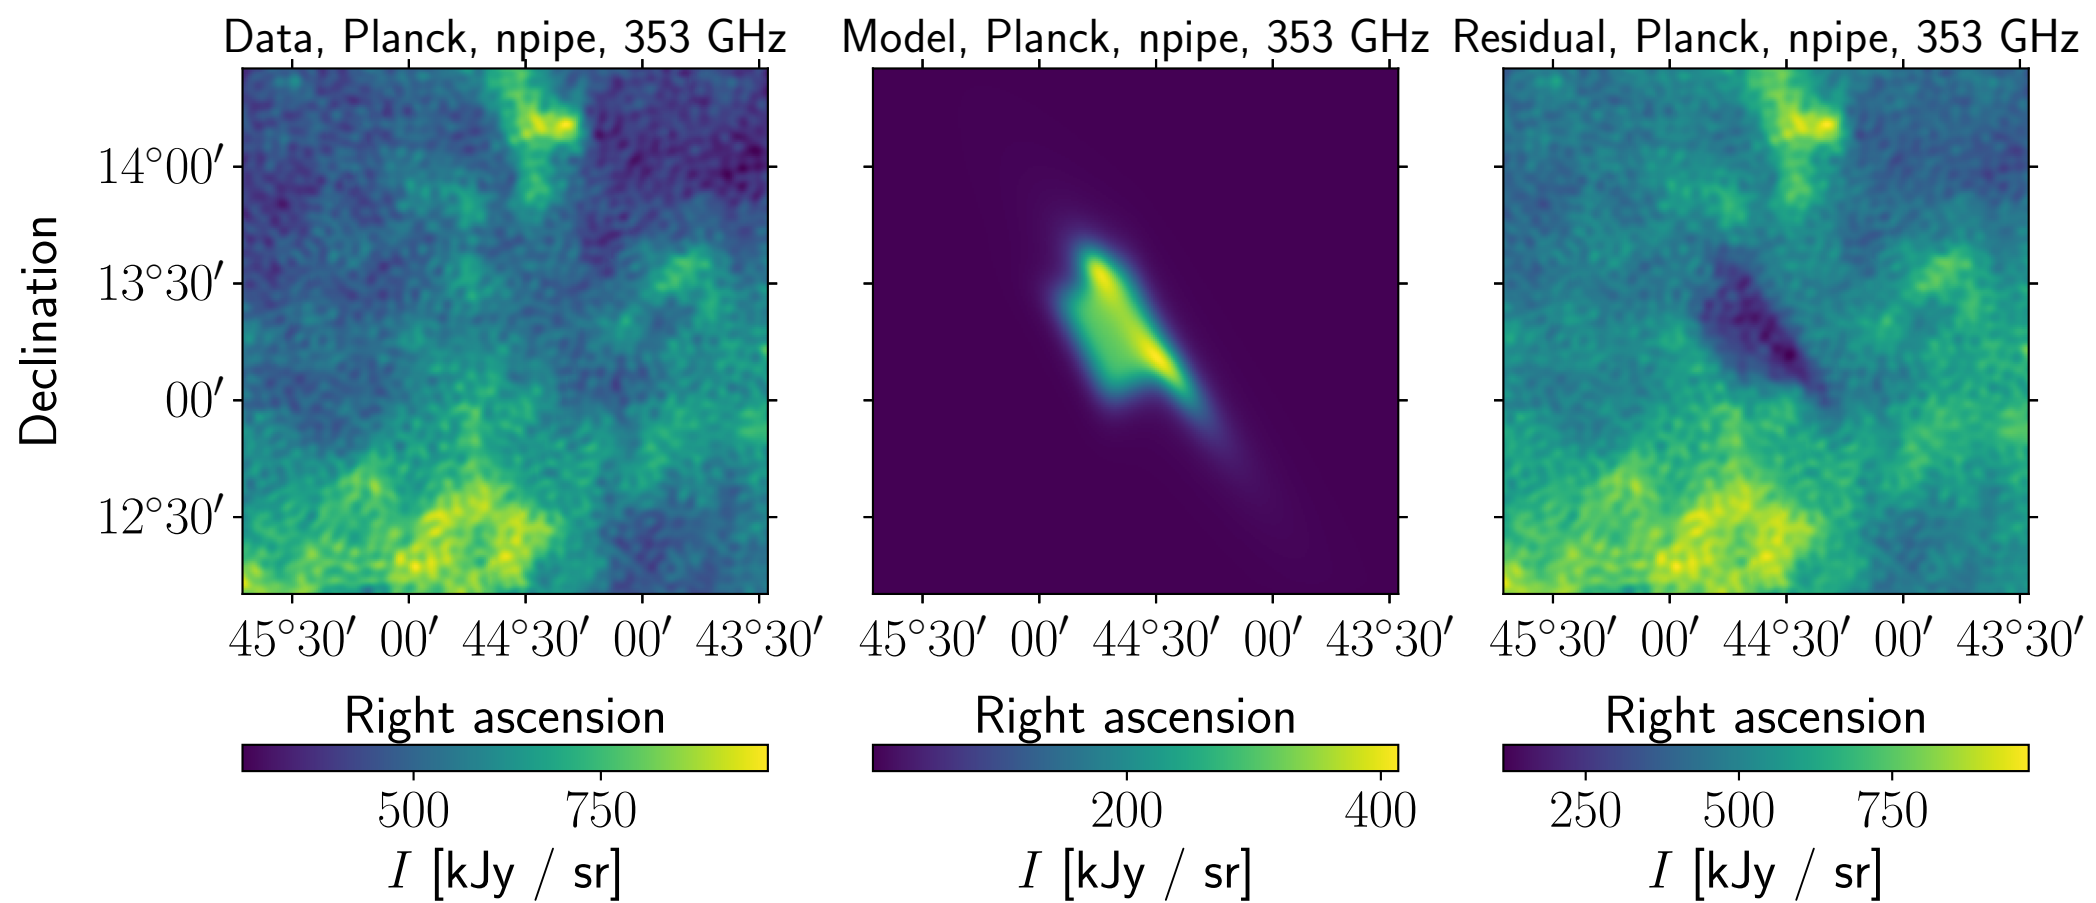 Data, Planck, npipe, 353 GHz
Model, Planck, npipe, 353 GHz
Residual, Planck, npipe, 353 GHz
Declination
14°00′
13°30′
00′
12°30′
45°30′ 00′ 44°30′ 00′ 43°30′
45°30′ 00′ 44°30′ 00′ 43°30′
45°30′ 00′ 44°30′ 00′ 43°30′
Right ascension
Right ascension
Right ascension
500 750
200 400
250 500 750
I [kJy / sr]
I [kJy / sr]
I [kJy / sr]